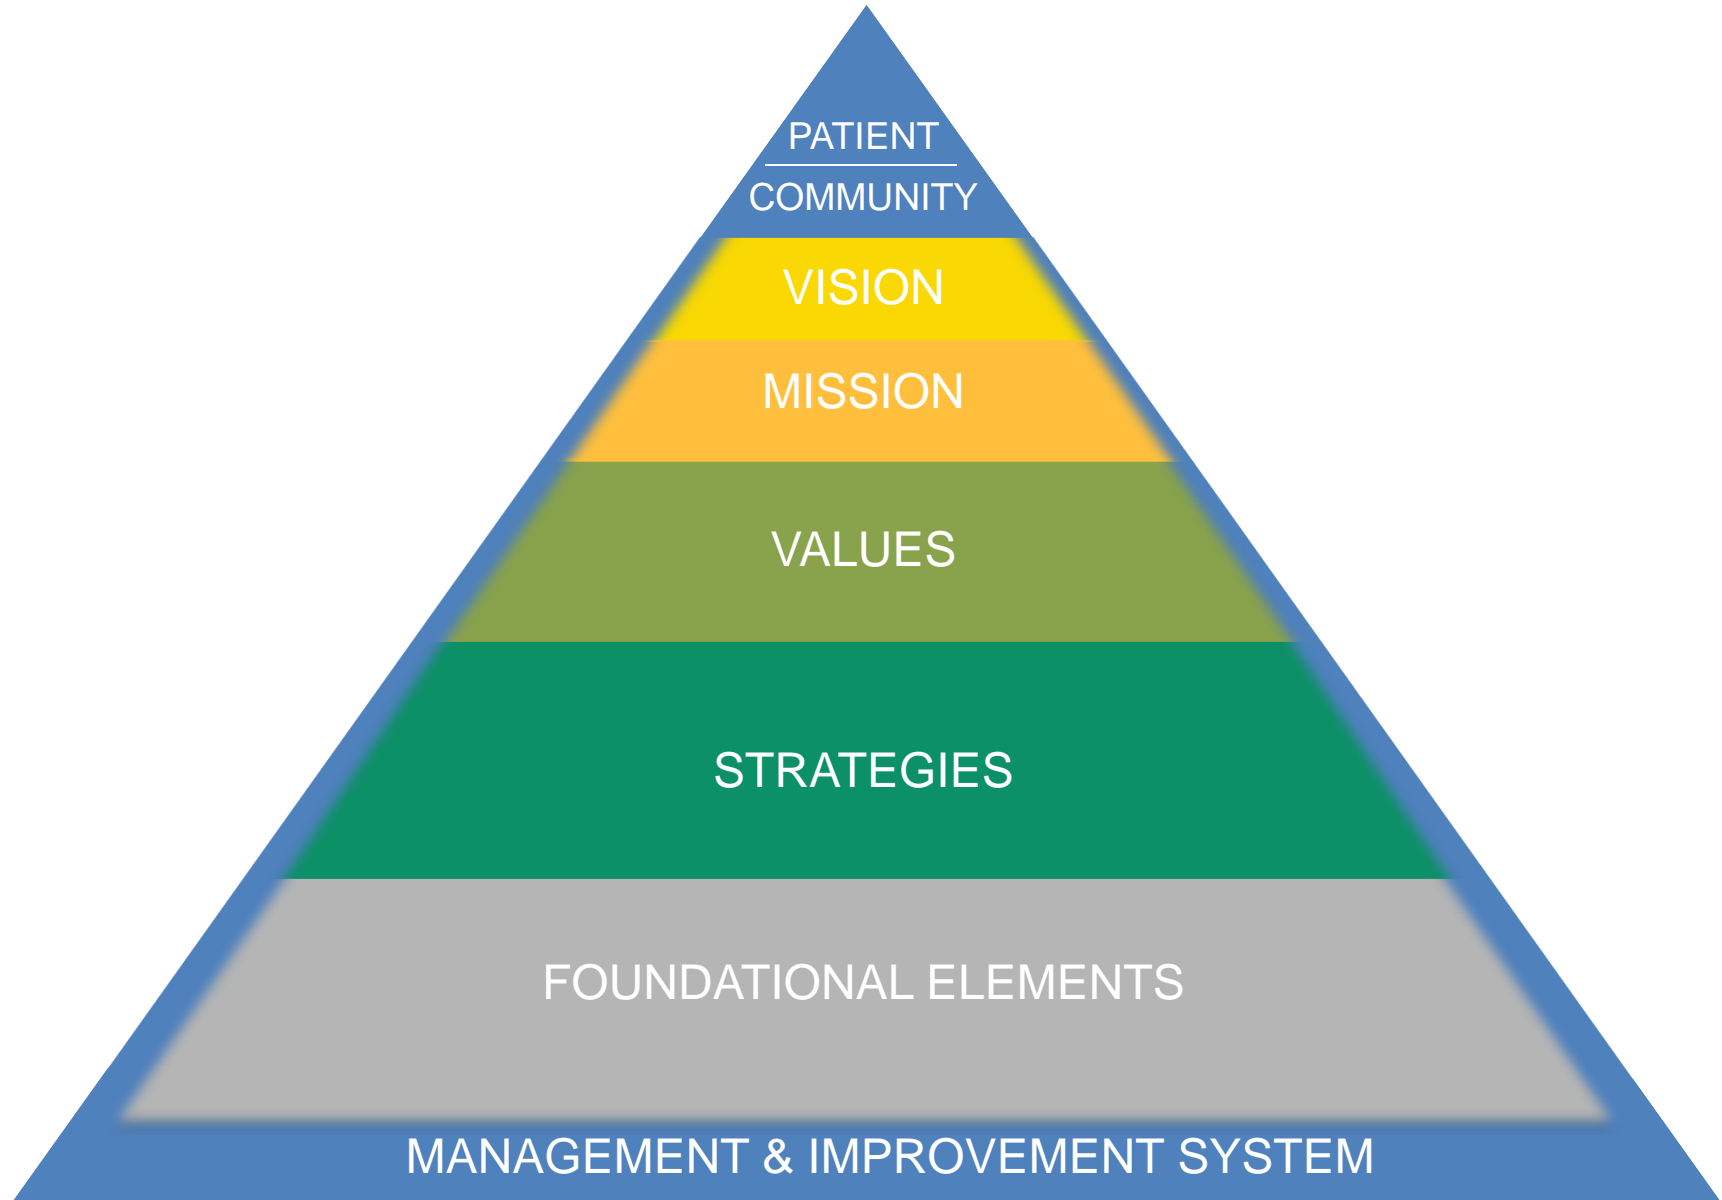 PATIENT
COMMUNITY
VISION
MISSION
VALUES
STRATEGIES
FOUNDATIONAL ELEMENTS
MANAGEMENT & IMPROVEMENT SYSTEM